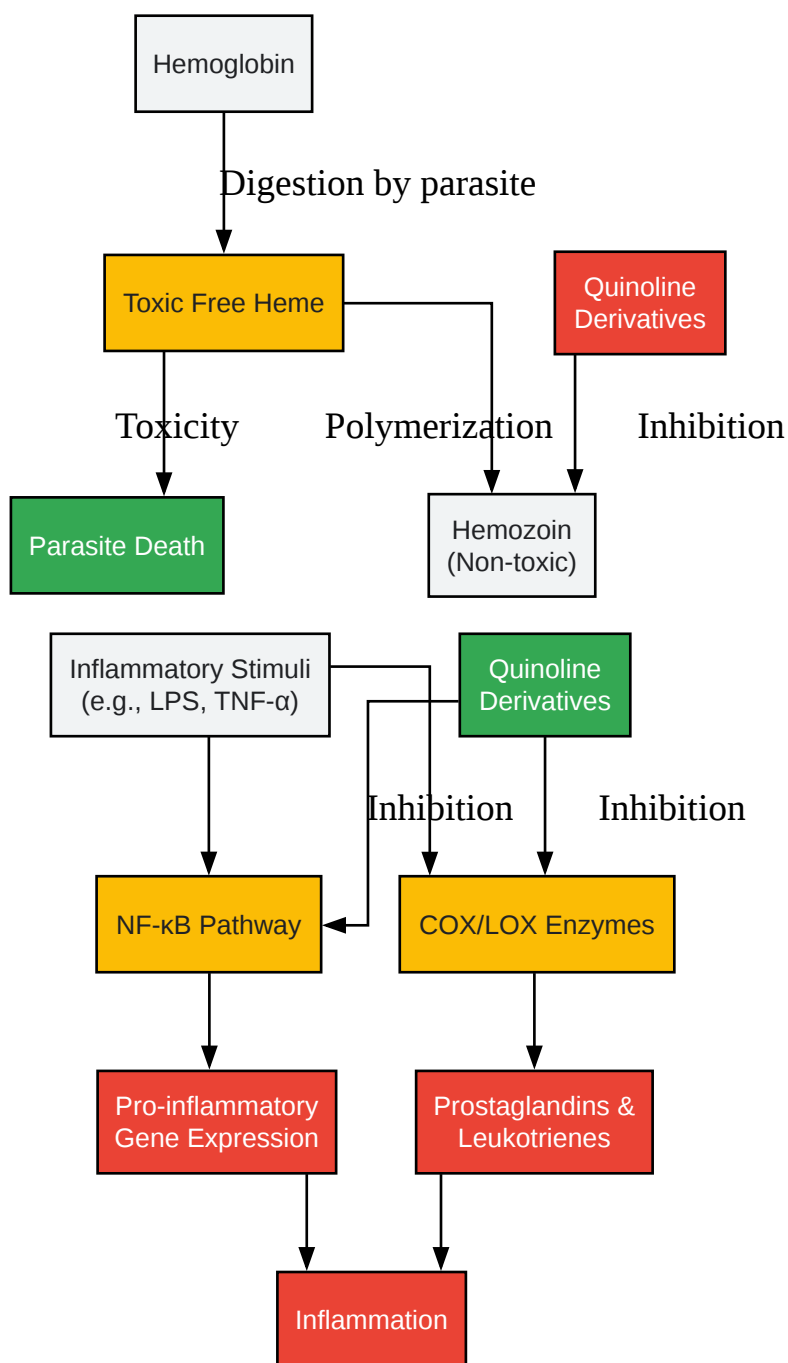 Hemoglobin
Digestion by parasite
Toxic Free Heme
Quinoline
Derivatives
Toxicity
Polymerization
Inhibition
Parasite Death
Hemozoin
(Non-toxic)
Inflammatory Stimuli
(e.g., LPS, TNF-α)
Quinoline
Derivatives
Inhibition
Inhibition
NF-κB Pathway
COX/LOX Enzymes
Pro-inflammatory
Gene Expression
Prostaglandins &
Leukotrienes
Inflammation